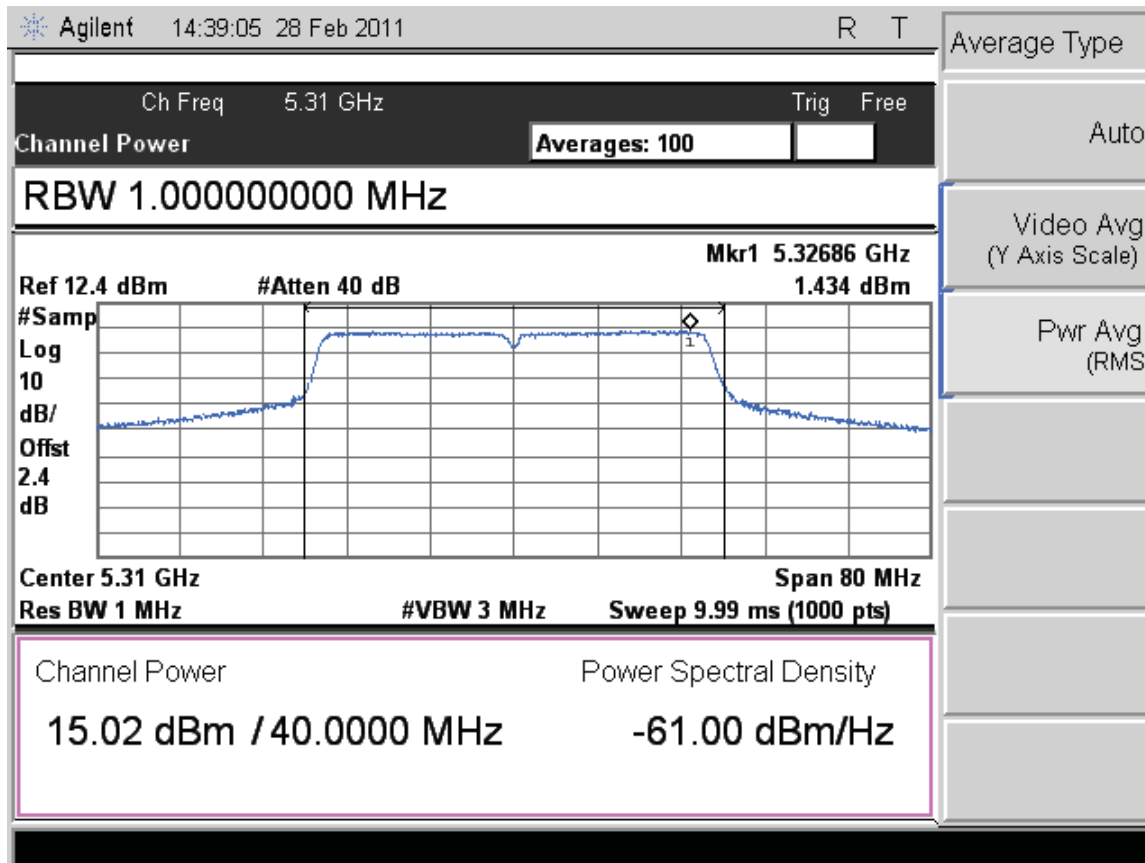 Agilent 14:39:05 28 Feb 2011 R T
Average Type
Ch Freq 5.31 GHz Trig Free
Channel Power Averages: 100
Auto
RBW 1.000000000 MHz
Video Avg
(Y Axis Scale)
Mkr1 5.32686 GHz
Ref 12.4 dBm #Atten 40 dB 1.434 dBm
#Samp
Log
10
dB/
Offst
2.4
dB
1
Pwr Avg
(RMS
Center 5.31 GHz Span 80 MHz
Res BW 1 MHz #VBW 3 MHz Sweep 9.99 ms (1000 pts)
Channel Power Power Spectral Density
15.02 dBm / 40.0000 MHz -61.00 dBm/Hz